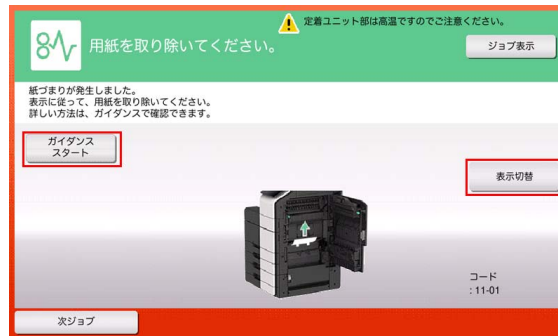 定着ユニット部は高温ですのでご注意ください。
用紙を取り除いてください。
ジョブ表示
紙づまりが発生しました。
表示に従って、用紙を取り除いてください。
詳しい方法は、ガイダンスで確認できます。
ガイダンス
スタート
表示切替
コード
: 11-01
次ジョブ